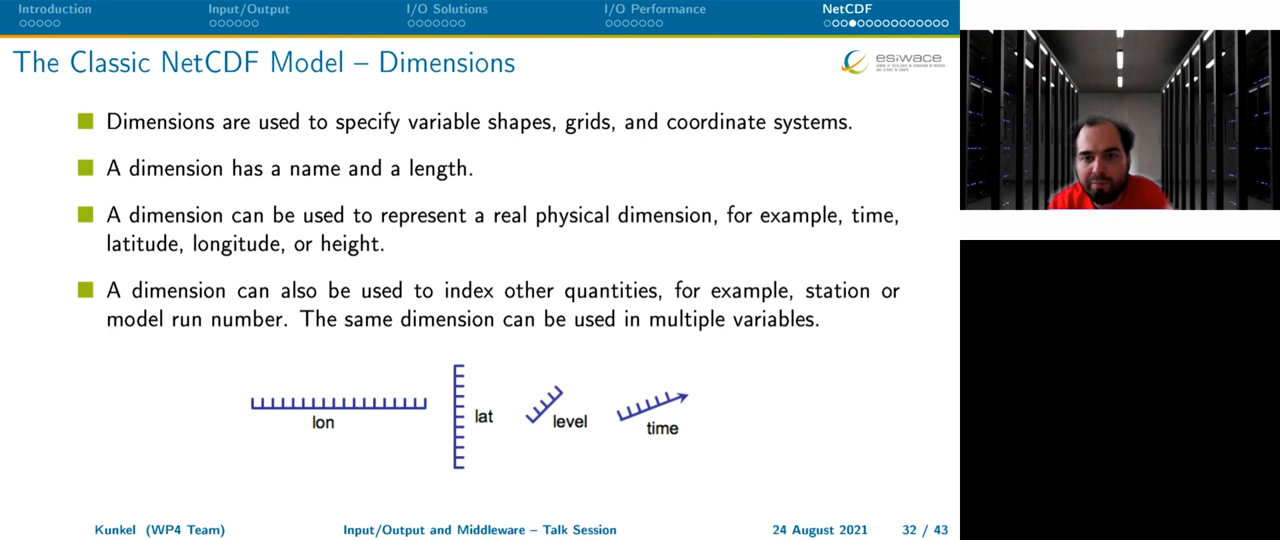 Introduction Input/Output I/O Solutions I/O Performance NetCDF
The Classic NetCDF Model – Dimensions
esiwace
Dimensions are used to specify variable shapes, grids, and coordinate systems.
A dimension has a name and a length.
A dimension can be used to represent a real physical dimension, for example, time,
latitude, longitude, or height.
A dimension can also be used to index other quantities, for example, station or
model run number. The same dimension can be used in multiple variables.
lon
lat
level
time
Kunkel (WP4 Team) Input/Output and Middleware – Talk Session 24 August 2021 32 / 43